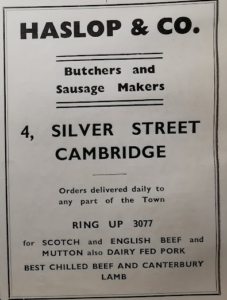 HASLOP & CO.
Butchers and
Sausage Makers
4, SILVER STREET
CAMBRIDGE
Orders delivered daily to
any part of the Town
RING UP 3077
for SCOTCH and ENGLISH BEEF and
MUTTON also DAIRY FED PORK
BEST CHILLED BEEF AND CANTERBURY
LAMB